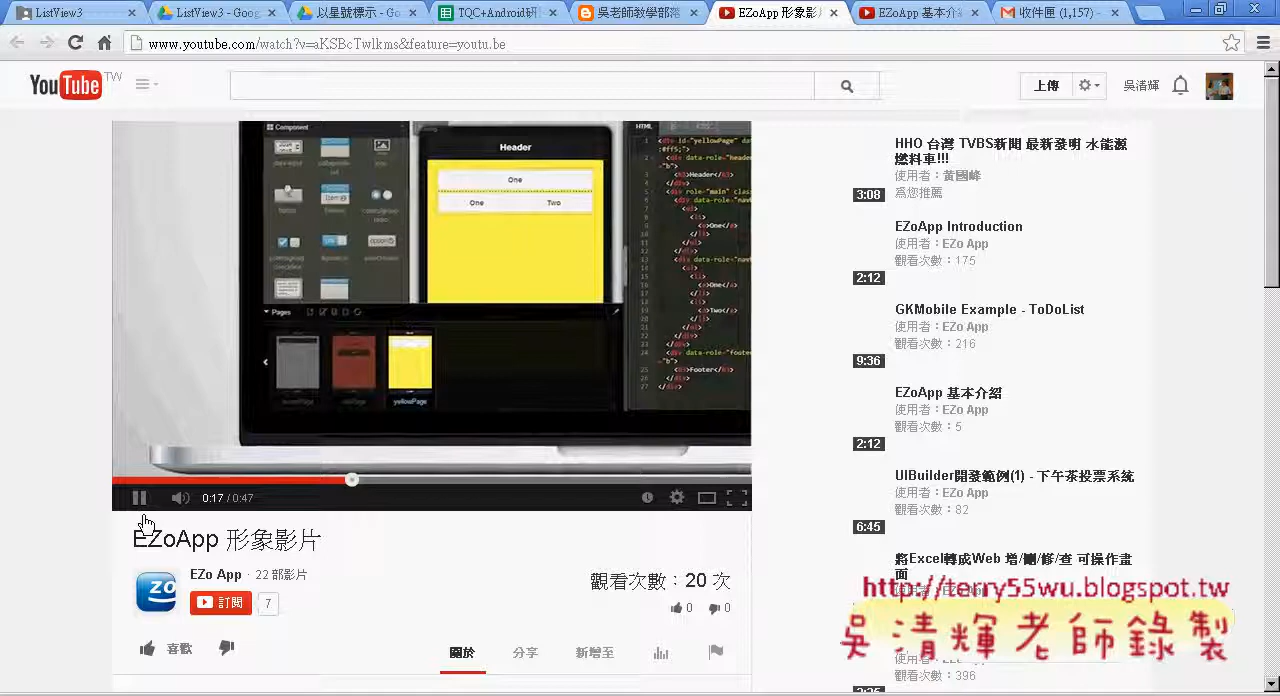 ListView3
ListView3 - Goog
以星號標示 - Go
TQC+Android研
吳老師教學部落
EZoApp 形象影片
EZoApp 基本介紹
收件匣 (1,157) -
www.youtube.com/watch?v=aKSBcTwlkms&feature=youtu.be
YouTube TW
上傳
吳清輝
Component
Header
One
One
Two
Pages
yellowPage
HTML
0:17 / 0:47
EZoApp 形象影片
EZo App · 22 部影片
訂閱
7
觀看次數：20 次
0
0
喜歡
關於
分享
新增至
HHO 台灣 TVBS新聞 最新發明 水能源
燃料車!!!
使用者：黃國峰
為您推薦
3:08
EZoApp Introduction
使用者：EZo App
觀看次數：175
2:12
GKMobile Example - ToDoList
使用者：EZo App
觀看次數：216
9:36
EZoApp 基本介紹
使用者：EZo App
觀看次數：5
2:12
UIBuilder開發範例(1) - 下午茶投票系統
使用者：EZo App
觀看次數：82
6:45
將Excel轉成Web 增/刪/修/查 可操作畫
面
http://terry55wu.blogspot.tw
吳清輝老師錄製
觀看次數：396